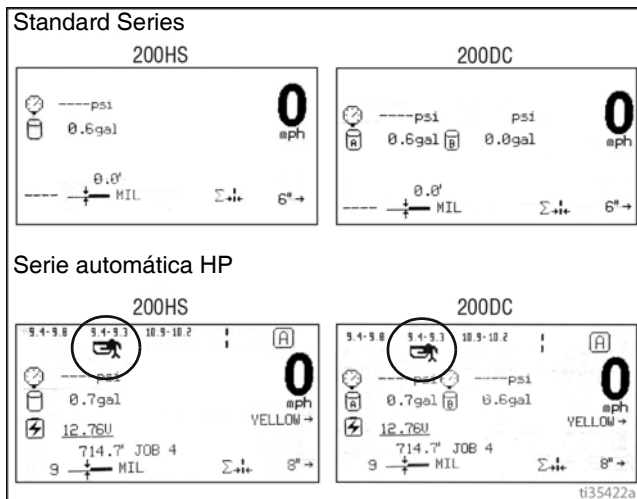 Standard Series
200HS
200DC
----psi
0
0.6gal
mph
0.0'
---- MIL
6"→
----psi psi
0
A 0.6gal B 0.0gal
mph
0.0'
---- MIL
6"→
Serie automática HP
200HS
200DC
9.4-9.8 9.4-9.3 10.9-10.2
A
----psi
0
0.7gal
mph
YELLOW→
12.76V
714.7' JOB 4
9 MIL
8"→
9.4-9.8 9.4-9.3 10.9-10.2
A
----psi ----psi
0
A 0.7gal B 0.6gal
mph
YELLOW→
12.76V
714.7' JOB 4
9 MIL
8"→
ti35422a